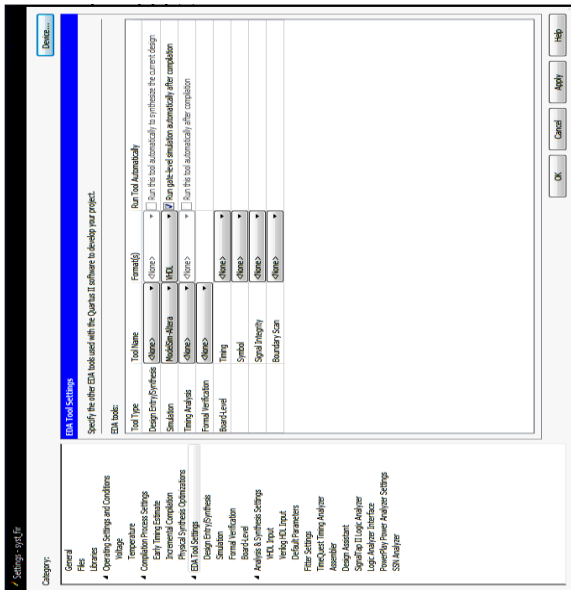 Settings - syst_fir
Category:
Device...
General
Files
Libraries
Operating Settings and Conditions
Voltage
Temperature
Compilation Process Settings
Early Timing Estimate
Incremental Compilation
Physical Synthesis Optimizations
EDA Tool Settings
Design Entry/Synthesis
Simulation
Formal Verification
Board-Level
Analysis & Synthesis Settings
VHDL Input
Verilog HDL Input
Default Parameters
Fitter Settings
TimeQuest Timing Analyzer
Assembler
Design Assistant
SignalTap II Logic Analyzer
Logic Analyzer Interface
PowerPlay Power Analyzer Settings
SSN Analyzer
EDA Tool Settings
Specify the other EDA tools used with the Quartus II software to develop your project.
EDA tools:
Tool Type Tool Name Format(s) Run Tool Automatically
Design Entry/Synthesis <None> <None> Run this tool automatically to synthesize the current design
Simulation ModelSim-Altera VHDL Run gate-level simulation automatically after compilation
Timing Analysis <None> <None> Run this tool automatically after compilation
Formal Verification <None>
Board-Level Timing <None>
Symbol <None>
Signal Integrity <None>
Boundary Scan <None>
OK Cancel Apply Help